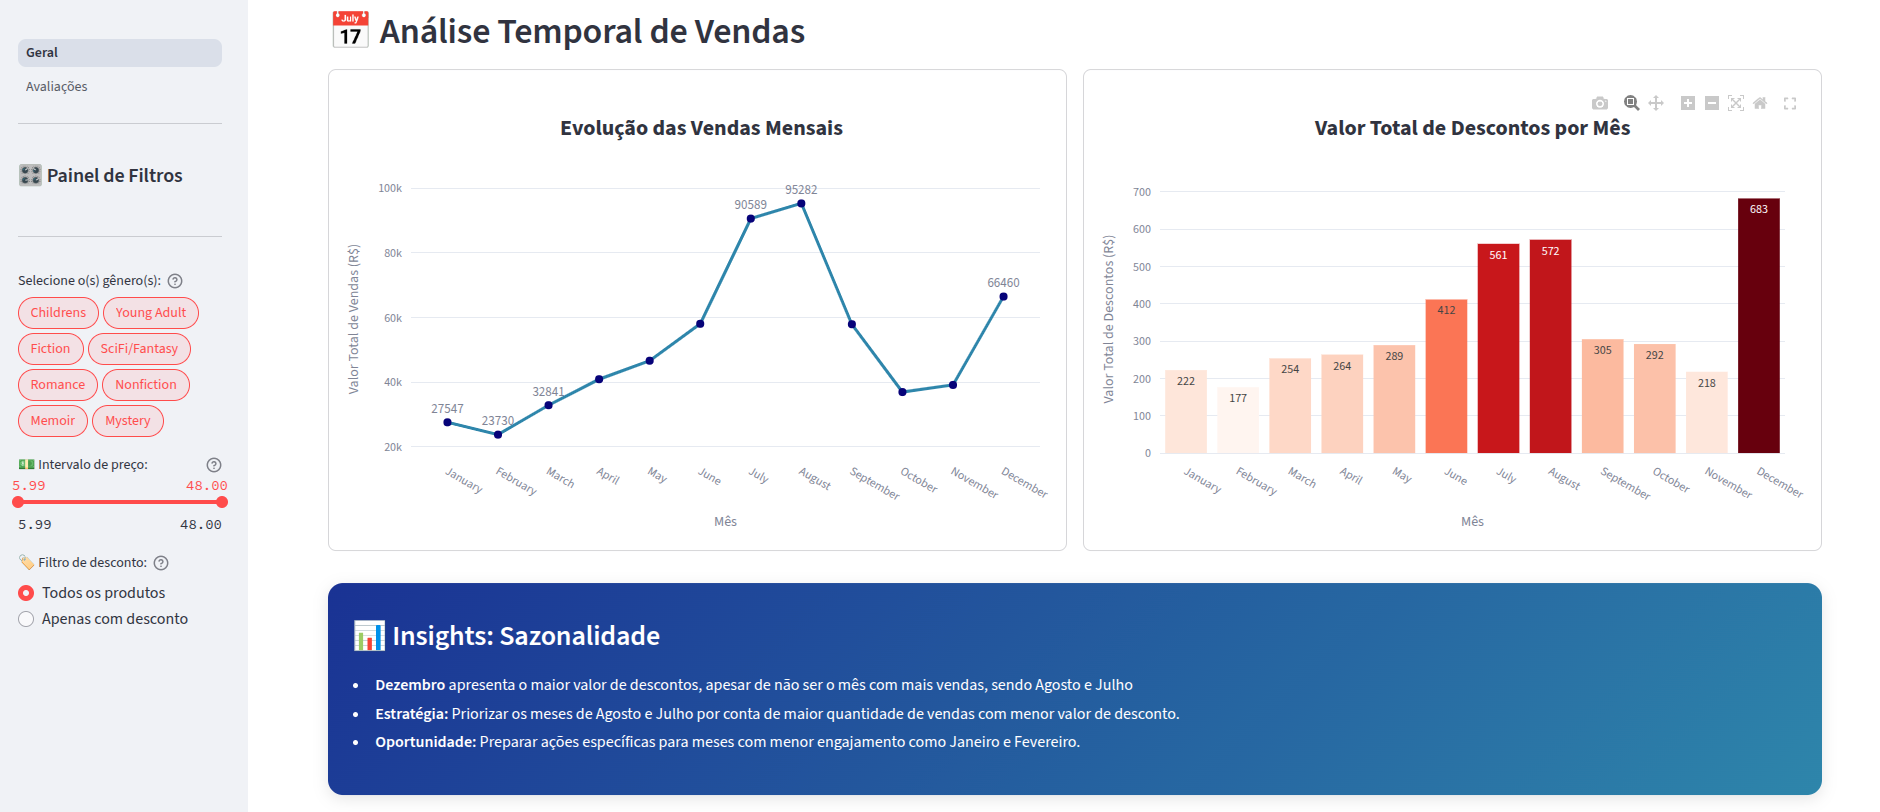 Geral
Avaliações
🎛️ Painel de Filtros
Selecione o(s) gênero(s): ?
Childrens Young Adult
Fiction SciFi/Fantasy
Romance Nonfiction
Memoir Mystery
💵 Intervalo de preço: ?
5.99 48.00
5.99 48.00
🏷️ Filtro de desconto: ?
Todos os produtos
Apenas com desconto
July 17 Análise Temporal de Vendas
Evolução das Vendas Mensais
Valor Total de Vendas (R$)
100k
80k
60k
40k
20k
27547
23730
32841
90589
95282
66460
January February March April May June July August September October November December
Mês
Valor Total de Descontos por Mês
Valor Total de Descontos (R$)
700
600
500
400
300
200
100
0
222
177
254
264
289
412
561
572
305
292
218
683
January February March April May June July August September October November December
Mês
📊 Insights: Sazonalidade
• Dezembro apresenta o maior valor de descontos, apesar de não ser o mês com mais vendas, sendo Agosto e Julho
• Estratégia: Priorizar os meses de Agosto e Julho por conta de maior quantidade de vendas com menor valor de desconto.
• Oportunidade: Preparar ações específicas para meses com menor engajamento como Janeiro e Fevereiro.